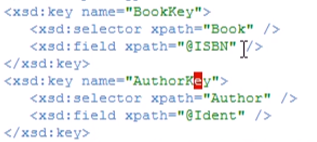 <xsd:key name="BookKey">
<xsd:selector xpath="Book" />
<xsd:field xpath="@ISBN" />
</xsd:key>
<xsd:key name="AuthorKey">
<xsd:selector xpath="Author" />
<xsd:field xpath="@Ident" />
</xsd:key>